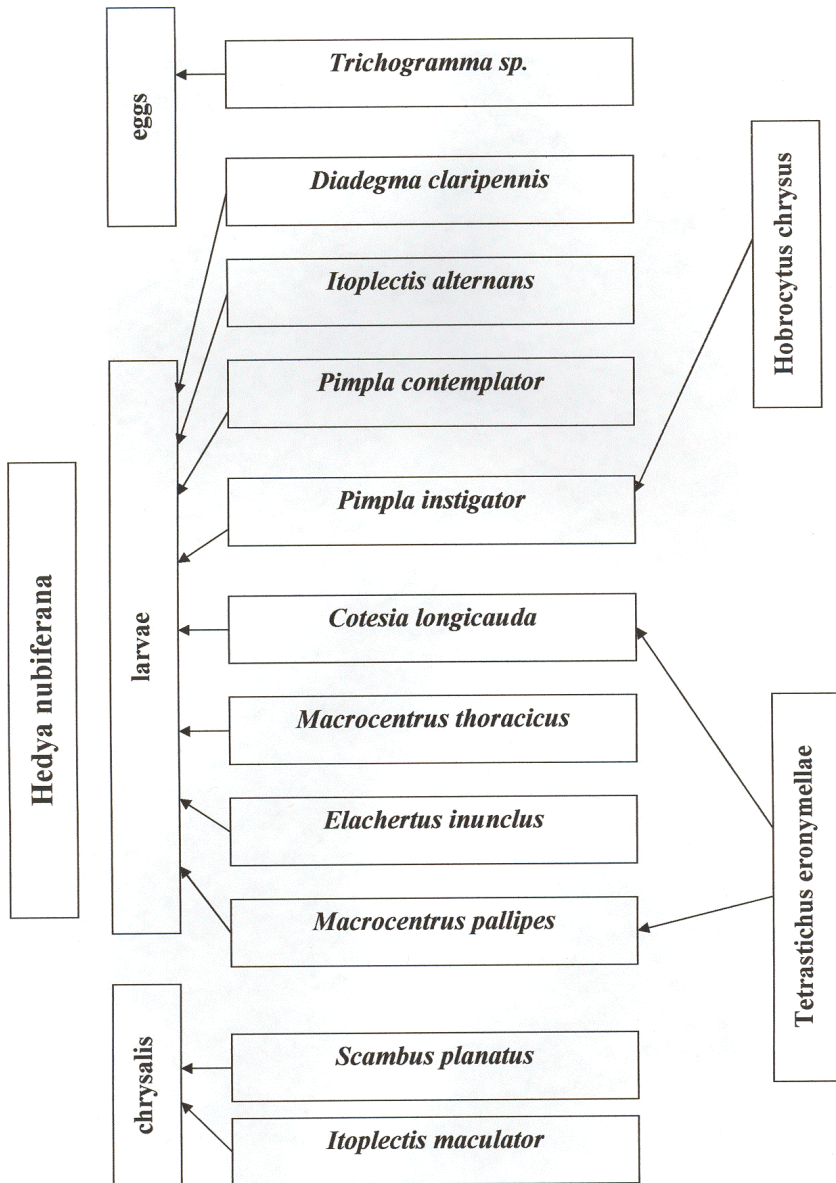 Hedya nubiferana
eggs
larvae
chrysalis
Trichogramma sp.
Diadegma claripennis
Itoplectis alternans
Pimpla contemplator
Pimpla instigator
Cotesia longicauda
Macrocentrus thoracicus
Elachertus inunclus
Macrocentrus pallipes
Scambus planatus
Itoplectis maculator
Hobrocytus chrysus
Tetrastichus eronymellae